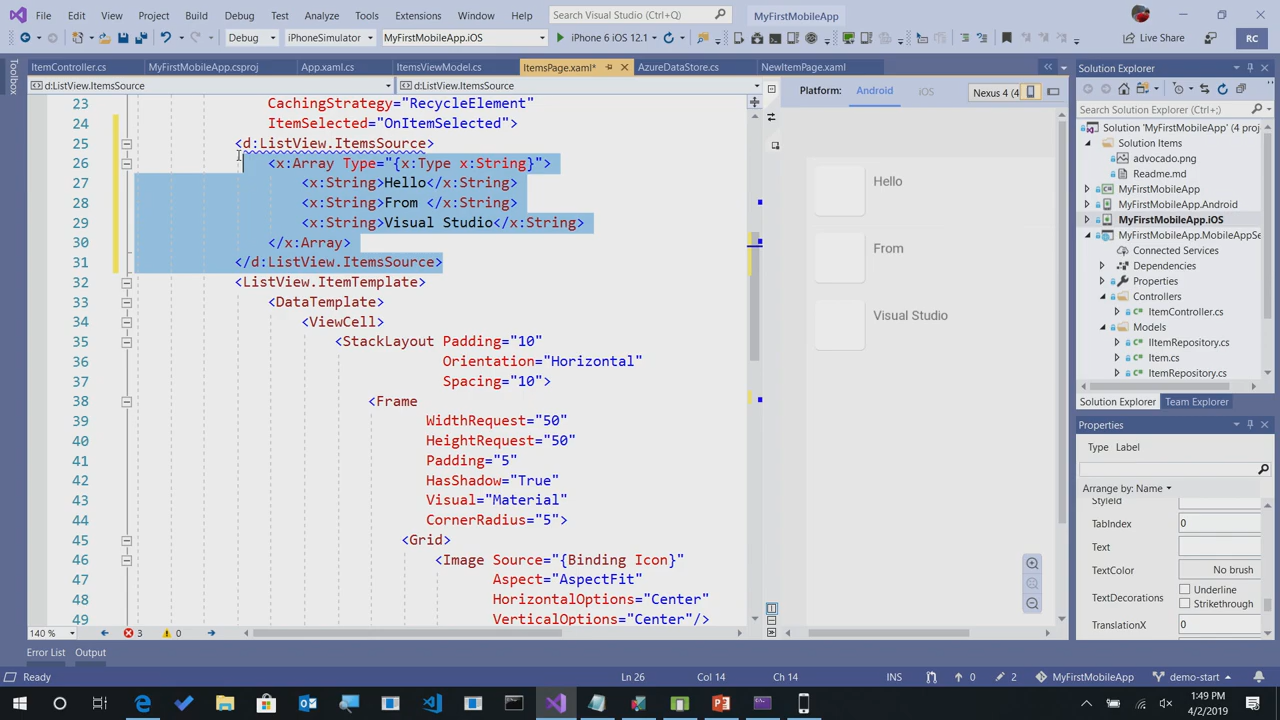 File Edit View Project Build Debug Test Analyze Tools Extensions Window Help Search Visual Studio MyFirstMobileApp
Debug iPhoneSimulator MyFirstMobileApp.iOS iPhone 6 iOS 12.1 Live Share RC
ItemController.cs MyFirstMobileApp.csproj App.xaml.cs ItemsViewModel.cs ItemsPage.xaml* AzureDataStore.cs NewItemPage.xaml
Toolbox
d:ListView.ItemsSource d:ListView.ItemsSource
23 CachingStrategy="RecycleElement"
24 ItemSelected="OnItemSelected">
25 <d:ListView.ItemsSource>
26 <x:Array Type="{x:Type x:String}">
27 <x:String>Hello</x:String>
28 <x:String>From </x:String>
29 <x:String>Visual Studio</x:String>
30 </x:Array>
31 </d:ListView.ItemsSource>
32 <ListView.ItemTemplate>
33 <DataTemplate>
34 <ViewCell>
35 <StackLayout Padding="10"
36 Orientation="Horizontal"
37 Spacing="10">
38 <Frame
39 WidthRequest="50"
40 HeightRequest="50"
41 Padding="5"
42 HasShadow="True"
43 Visual="Material"
44 CornerRadius="5">
45 <Grid>
46 <Image Source="{Binding Icon}"
47 Aspect="AspectFit"
48 HorizontalOptions="Center"
49 VerticalOptions="Center"/>
140 % 3 0
Platform: Android iOS Nexus 4 (4
Hello
From
Visual Studio
Solution Explorer
Search Solution Explorer (Ctrl+;)
Solution 'MyFirstMobileApp' (4 proj
Solution Items
advocado.png
Readme.md
MyFirstMobileApp
MyFirstMobileApp.Android
MyFirstMobileApp.iOS
MyFirstMobileApp.MobileAppSe
Connected Services
Dependencies
Properties
Controllers
ItemController.cs
Models
IItemRepository.cs
Item.cs
ItemRepository.cs
Solution Explorer Team Explorer
Properties
Type Label
Arrange by: Name
StyleId
TabIndex 0
Text
TextColor No brush
TextDecorations Underline
Strikethrough
TranslationX 0
Error List Output
Ready Ln 26 Col 14 Ch 14 INS 0 2 MyFirstMobileApp demo-start
1:49 PM
4/2/2019